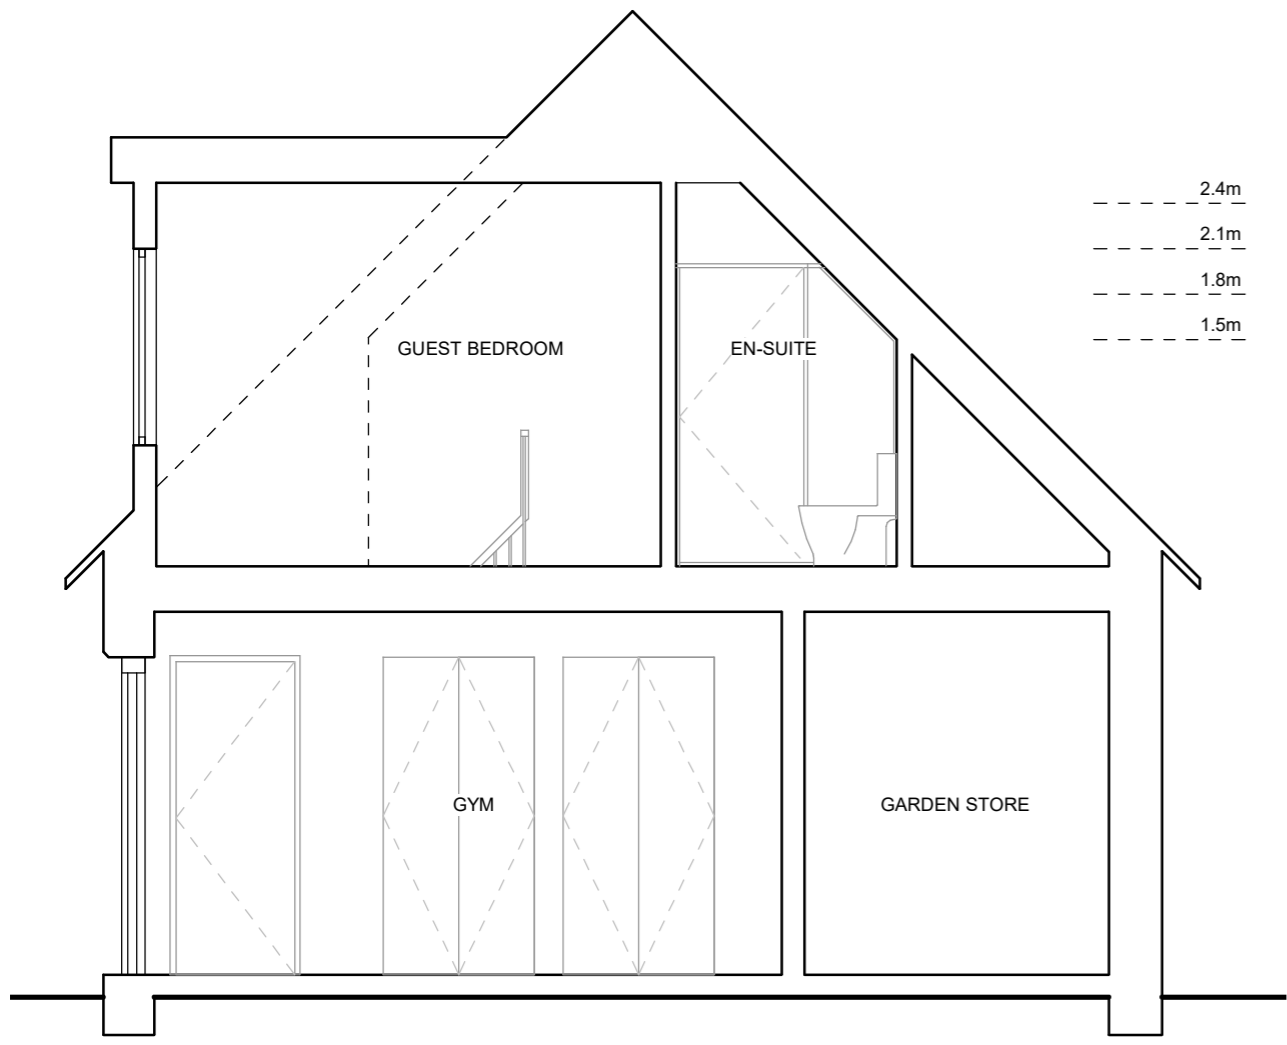 2.4m
2.1m
1.8m
1.5m
GUEST BEDROOM
EN-SUITE
GYM
GARDEN STORE